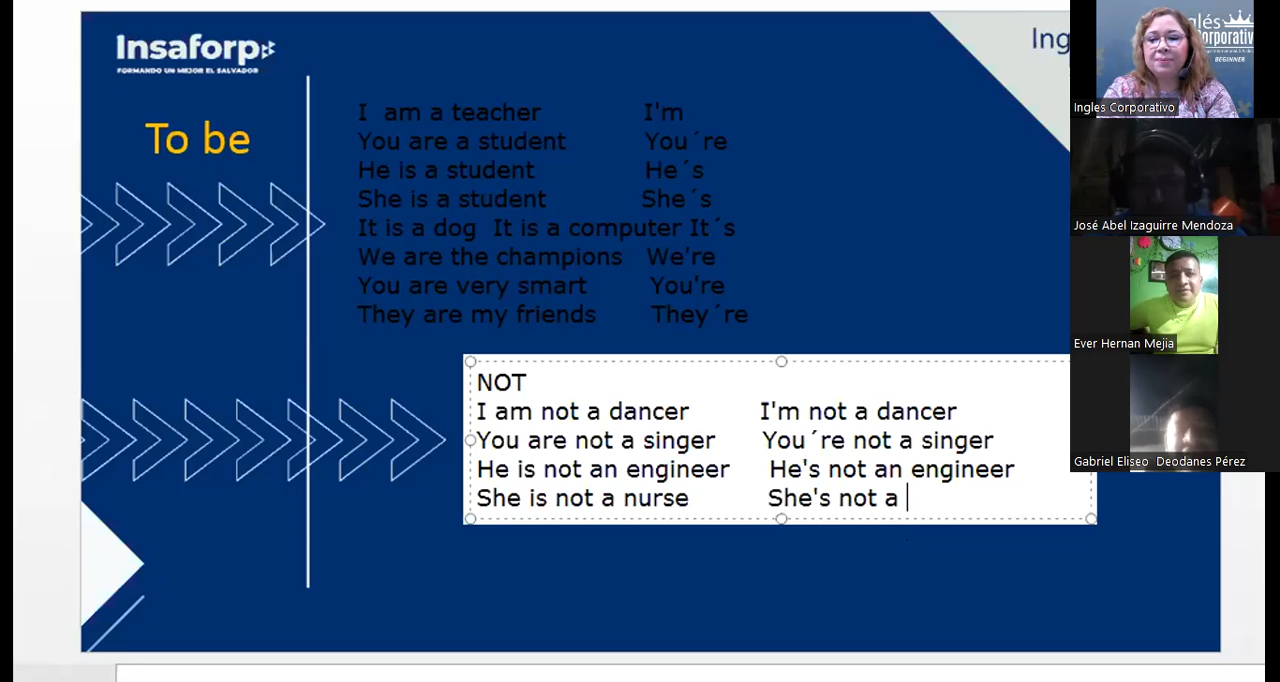 Insaforp
FORMANDO UN MEJOR EL SALVADOR
Ing
To be
I  am a teacher I'm
You are a student You´re
He is a student He´s
She is a student She´s
It is a dog  It is a computer It´s
We are the champions We're
You are very smart You're
They are my friends They´re
NOT
I am not a dancer I'm not a dancer
You are not a singer You´re not a singer
He is not an engineer He's not an engineer
She is not a nurse She's not a
glés
Corporativ
BEGINNER
Ingles Corporativo
José Abel Izaguirre Mendoza
Ever Hernan Mejia
Gabriel Eliseo  Deodanes Pérez